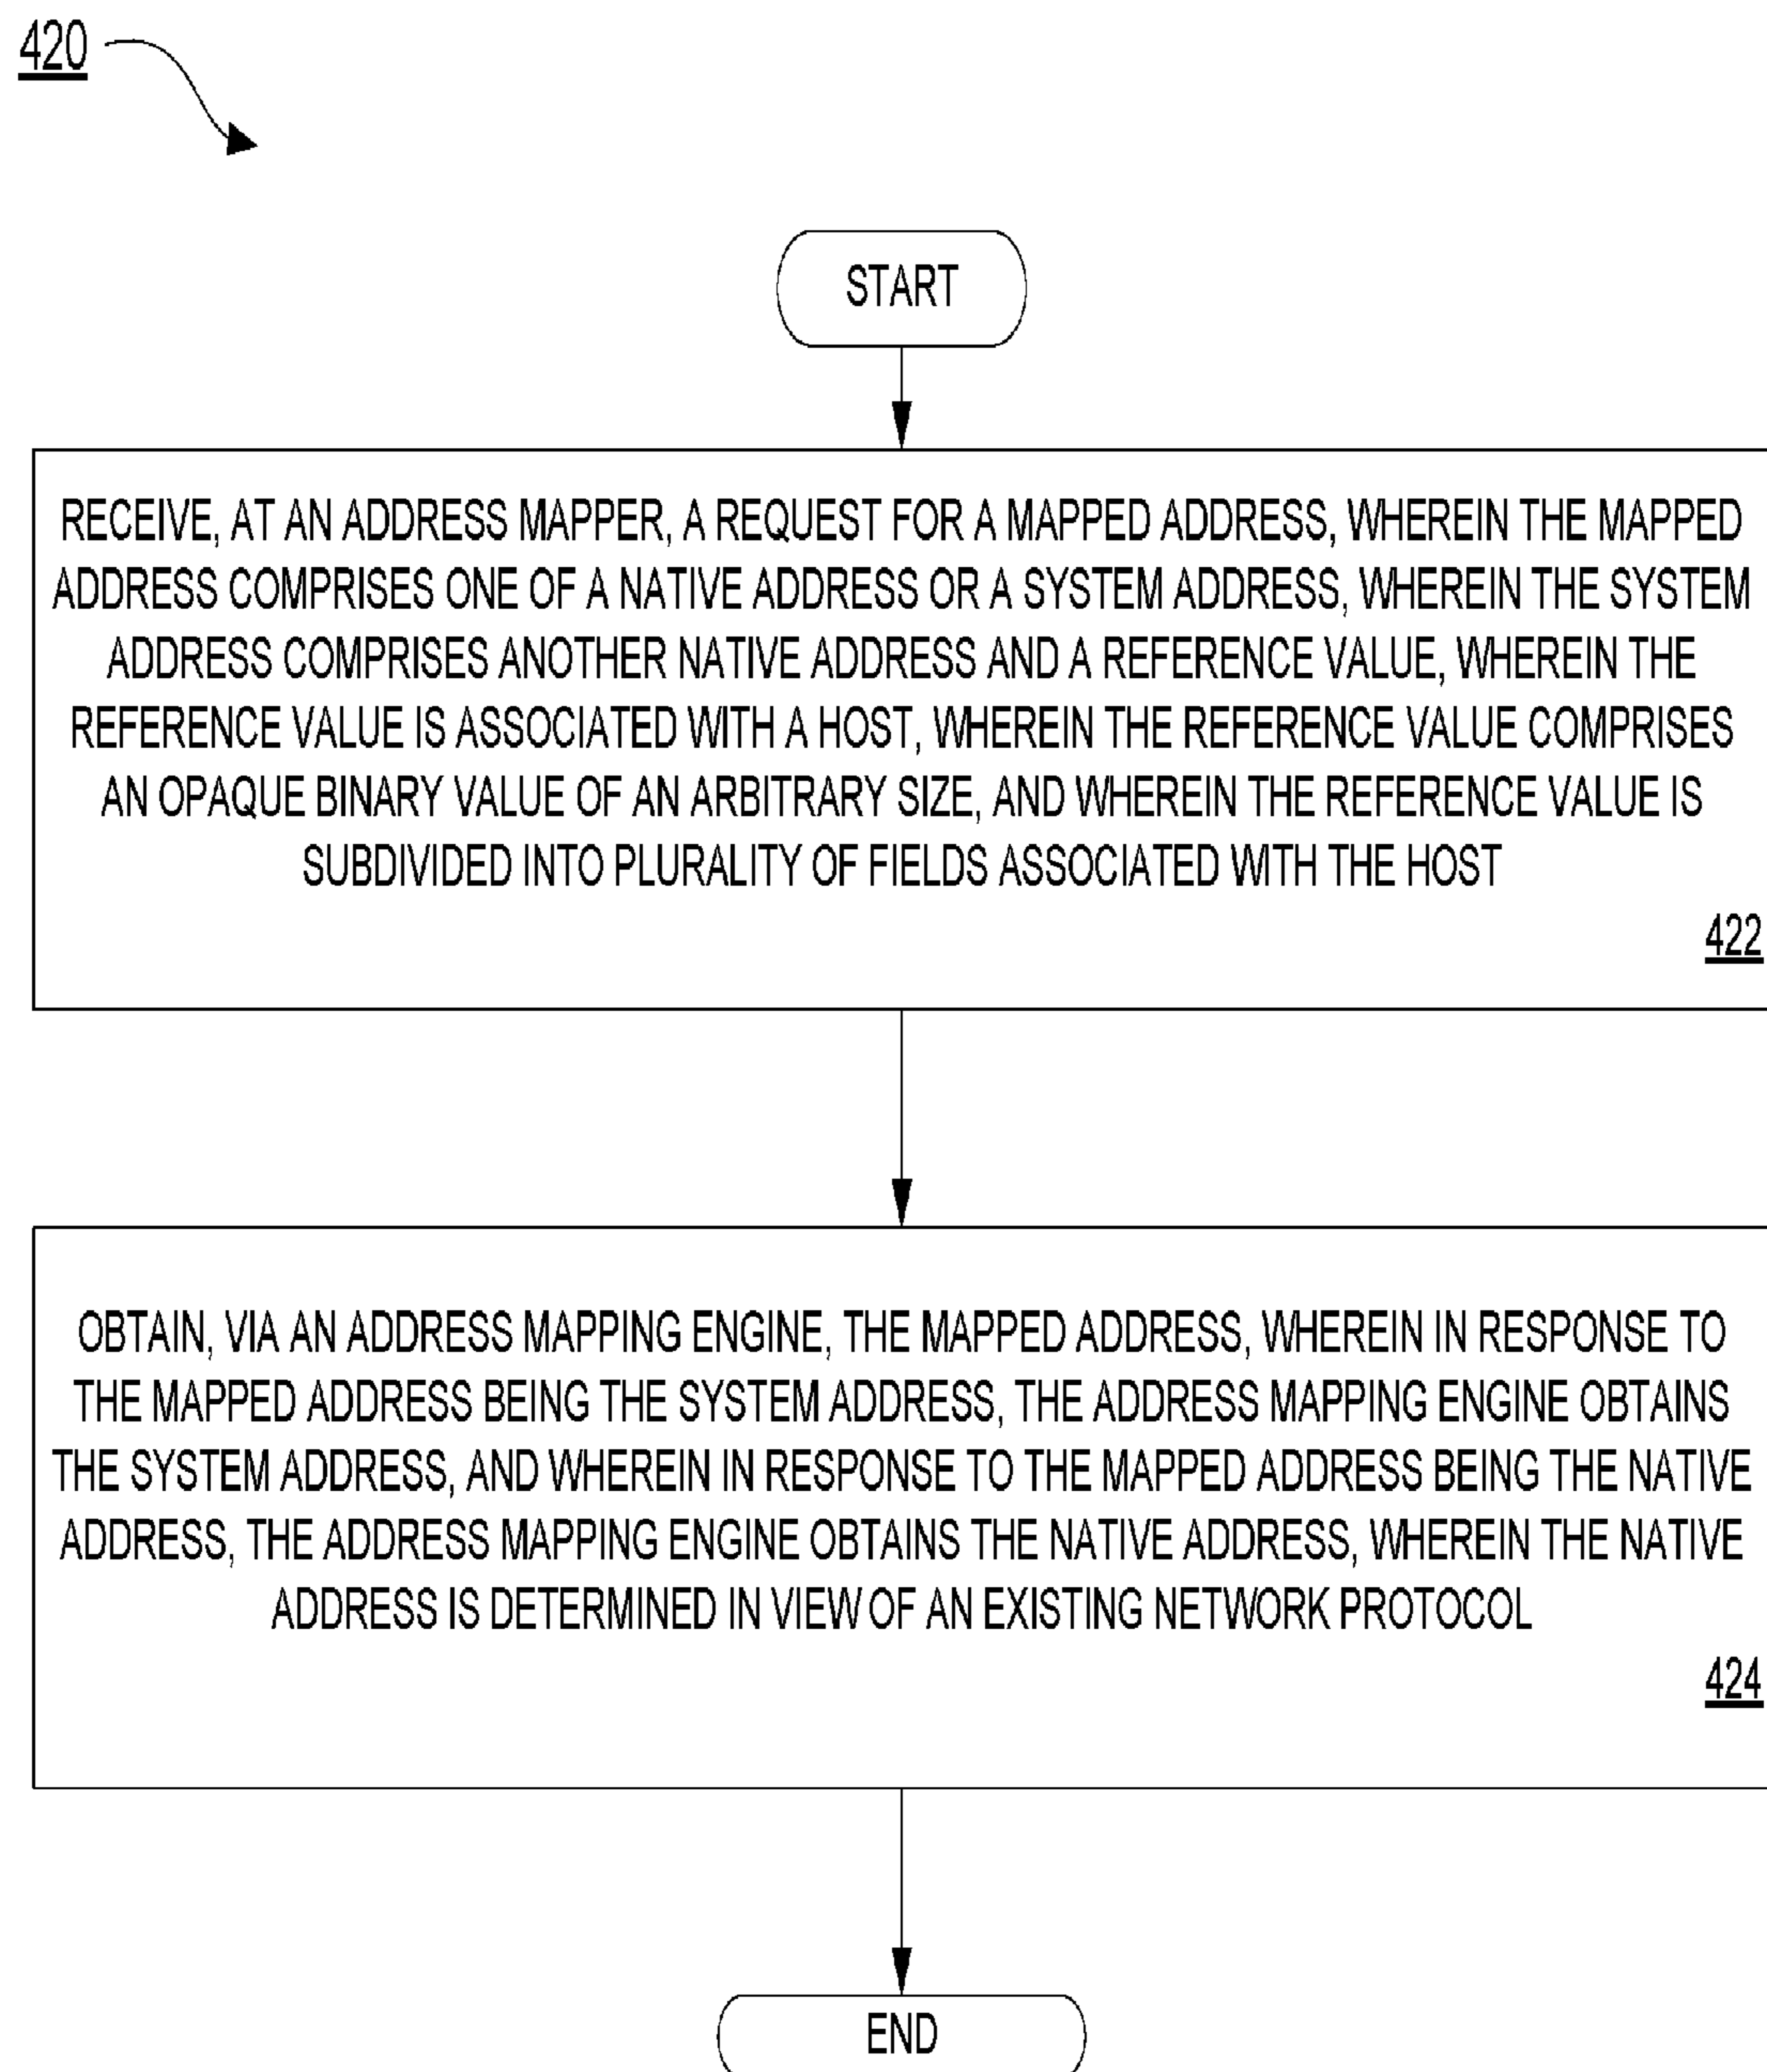 420
START
RECEIVE, AT AN ADDRESS MAPPER, A REQUEST FOR A MAPPED ADDRESS, WHEREIN THE MAPPED
ADDRESS COMPRISES ONE OF A NATIVE ADDRESS OR A SYSTEM ADDRESS, WHEREIN THE SYSTEM
ADDRESS COMPRISES ANOTHER NATIVE ADDRESS AND A REFERENCE VALUE, WHEREIN THE
REFERENCE VALUE IS ASSOCIATED WITH A HOST, WHEREIN THE REFERENCE VALUE COMPRISES
AN OPAQUE BINARY VALUE OF AN ARBITRARY SIZE, AND WHEREIN THE REFERENCE VALUE IS
SUBDIVIDED INTO PLURALITY OF FIELDS ASSOCIATED WITH THE HOST
422
OBTAIN, VIA AN ADDRESS MAPPING ENGINE, THE MAPPED ADDRESS, WHEREIN IN RESPONSE TO
THE MAPPED ADDRESS BEING THE SYSTEM ADDRESS, THE ADDRESS MAPPING ENGINE OBTAINS
THE SYSTEM ADDRESS, AND WHEREIN IN RESPONSE TO THE MAPPED ADDRESS BEING THE NATIVE
ADDRESS, THE ADDRESS MAPPING ENGINE OBTAINS THE NATIVE ADDRESS, WHEREIN THE NATIVE
ADDRESS IS DETERMINED IN VIEW OF AN EXISTING NETWORK PROTOCOL
424
END